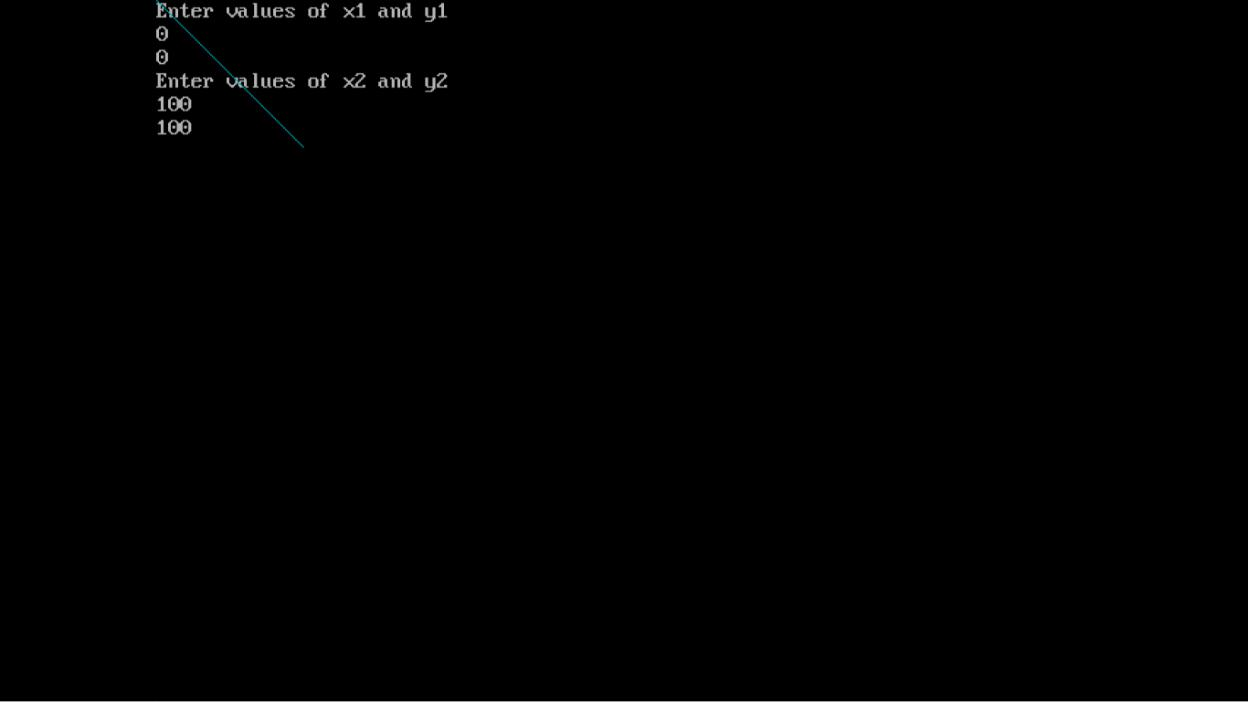 Enter values of x1 and y1
0
0
Enter values of x2 and y2
100
100